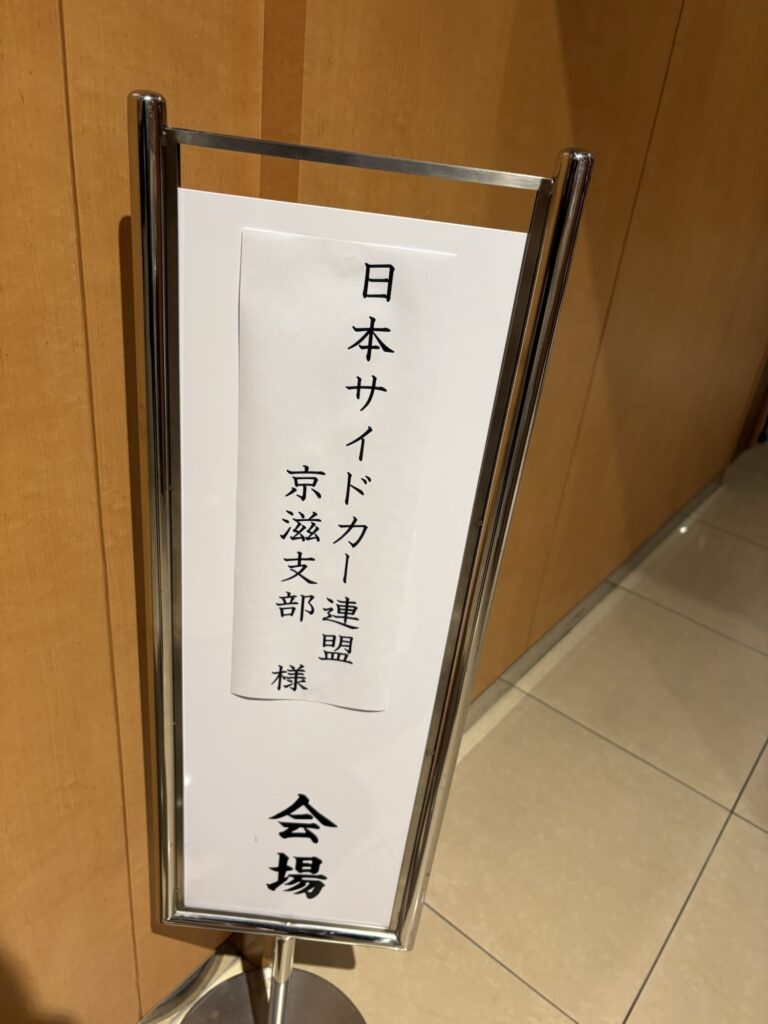 日本サイドカー連盟
京滋支部 様
会場